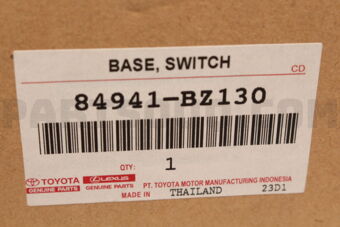 BASE, SWITCH
CD
84941-BZ130
QTY:
1
TOYOTA
GENUINE PARTS
LEXUS
GENUINE PARTS
PT. TOYOTA MOTOR MANUFACTURING INDONESIA
MADE IN
THAILAND
23D1